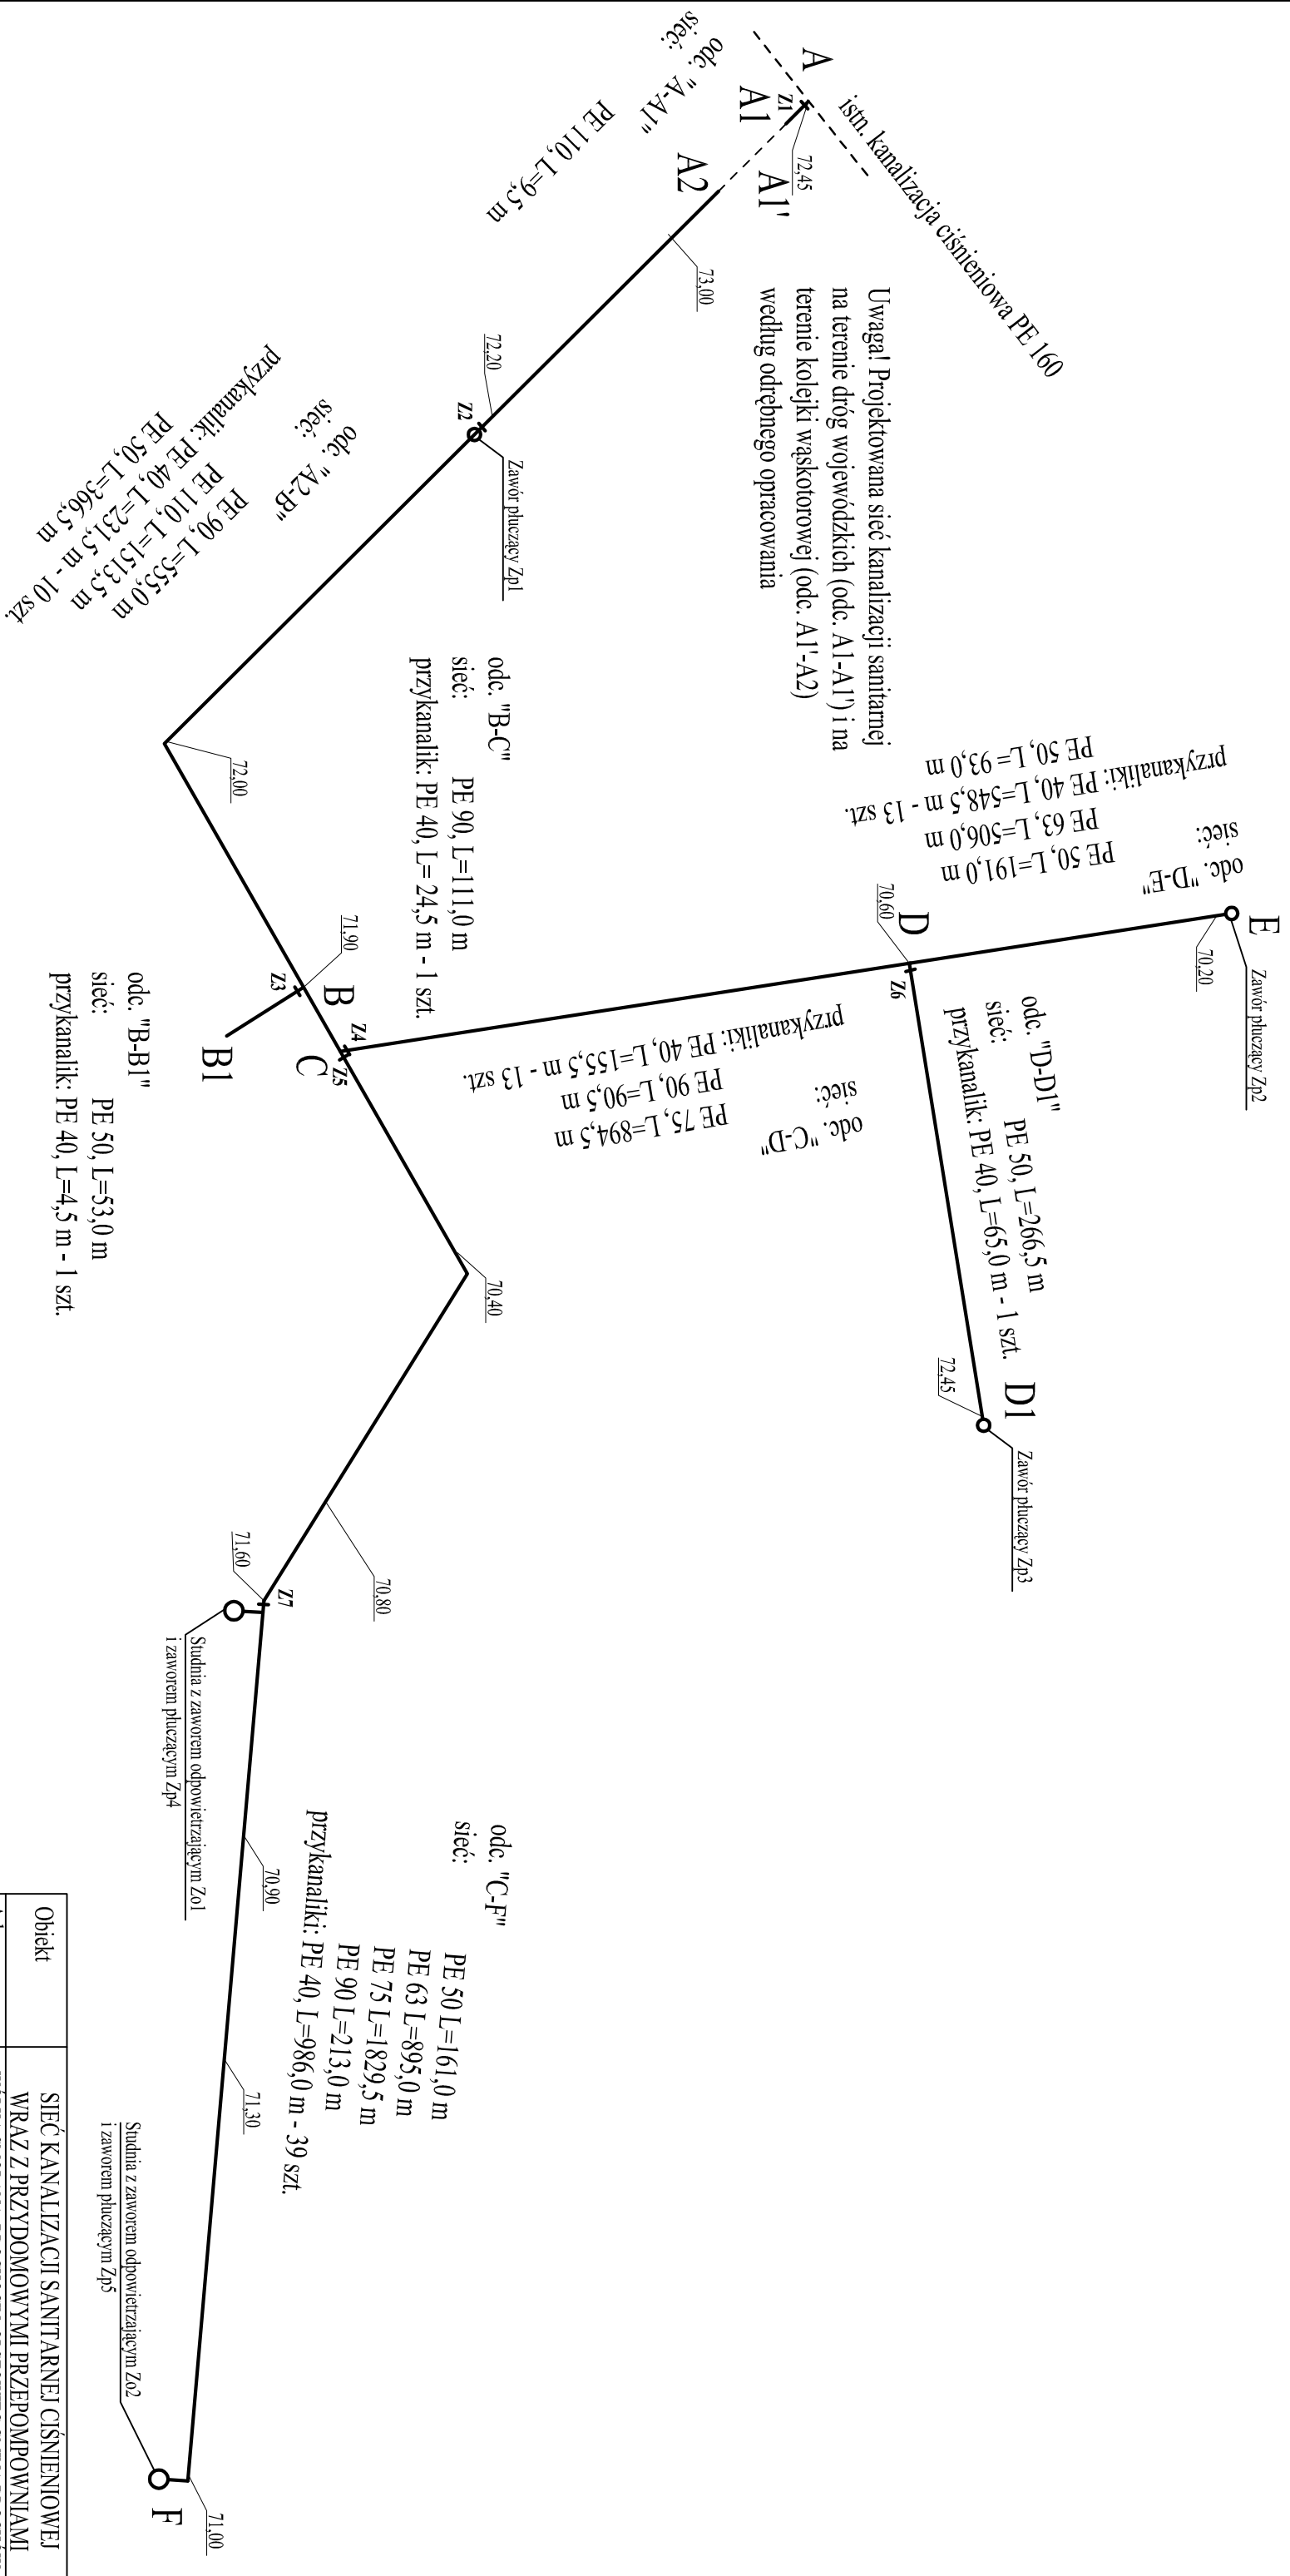 A
istn. kanalizacja ciśnieniowa PE 160
Z1
A1
72,45
A1'
A2
sieć:
odc. "A-A1"
PE 110, L=9,5 m
73,00
Uwaga! Projektowana sieć kanalizacji sanitarnej
na terenie dróg wojewódzkich (odc. A1-A1') i na
terenie kolejki wąskotorowej (odc. A1'-A2)
według odrębnego opracowania
72,20
Z2
Zawór płuczący Zp1
odc. "A2-B"
sieć:
PE 90, L=555,0 m
PE 110, L=1513,5 m
przykanalik: PE 40, L=231,5 m - 10 szt.
PE 50, L=366,5 m
72,00
odc. "B-C"
sieć: PE 90, L=111,0 m
przykanalik: PE 40, L= 24,5 m - 1 szt.
71,90
Z3
B
B1
Z4
C
Z5
odc. "B-B1"
sieć: PE 50, L=53,0 m
przykanalik: PE 40, L=4,5 m - 1 szt.
odc. "D-E"
sieć:
PE 50, L=191,0 m
PE 63, L=506,0 m
przykanaliki: PE 40, L=548,5 m - 13 szt.
PE 50, L= 93,0 m
E
Zawór płuczący Zp2
70,20
D
70,60
Z6
odc. "D-D1"
sieć: PE 50, L=266,5 m
przykanalik: PE 40, L=65,0 m - 1 szt.
D1
72,45
Zawór płuczący Zp3
odc. "C-D"
sieć:
PE 75, L=894,5 m
PE 90, L=90,5 m
przykanaliki: PE 40, L=155,5 m - 13 szt.
70,40
70,80
71,60
Z7
Studnia z zaworem odpowietrzającym Zo1
i zaworem płuczącym Zp4
odc. "C-F"
sieć:
PE 50 L=161,0 m
PE 63 L=895,0 m
PE 75 L=1829,5 m
PE 90 L=213,0 m
przykanaliki: PE 40, L=986,0 m - 39 szt.
70,90
71,30
Studnia z zaworem odpowietrzającym Zo2
i zaworem płuczącym Zp5
71,00
F
Obiekt
SIEĆ KANALIZACJI SANITARNEJ CIŚNIENIOWEJ
WRAZ Z PRZYDOMOWYMI PRZEPOMPOWNIAMI